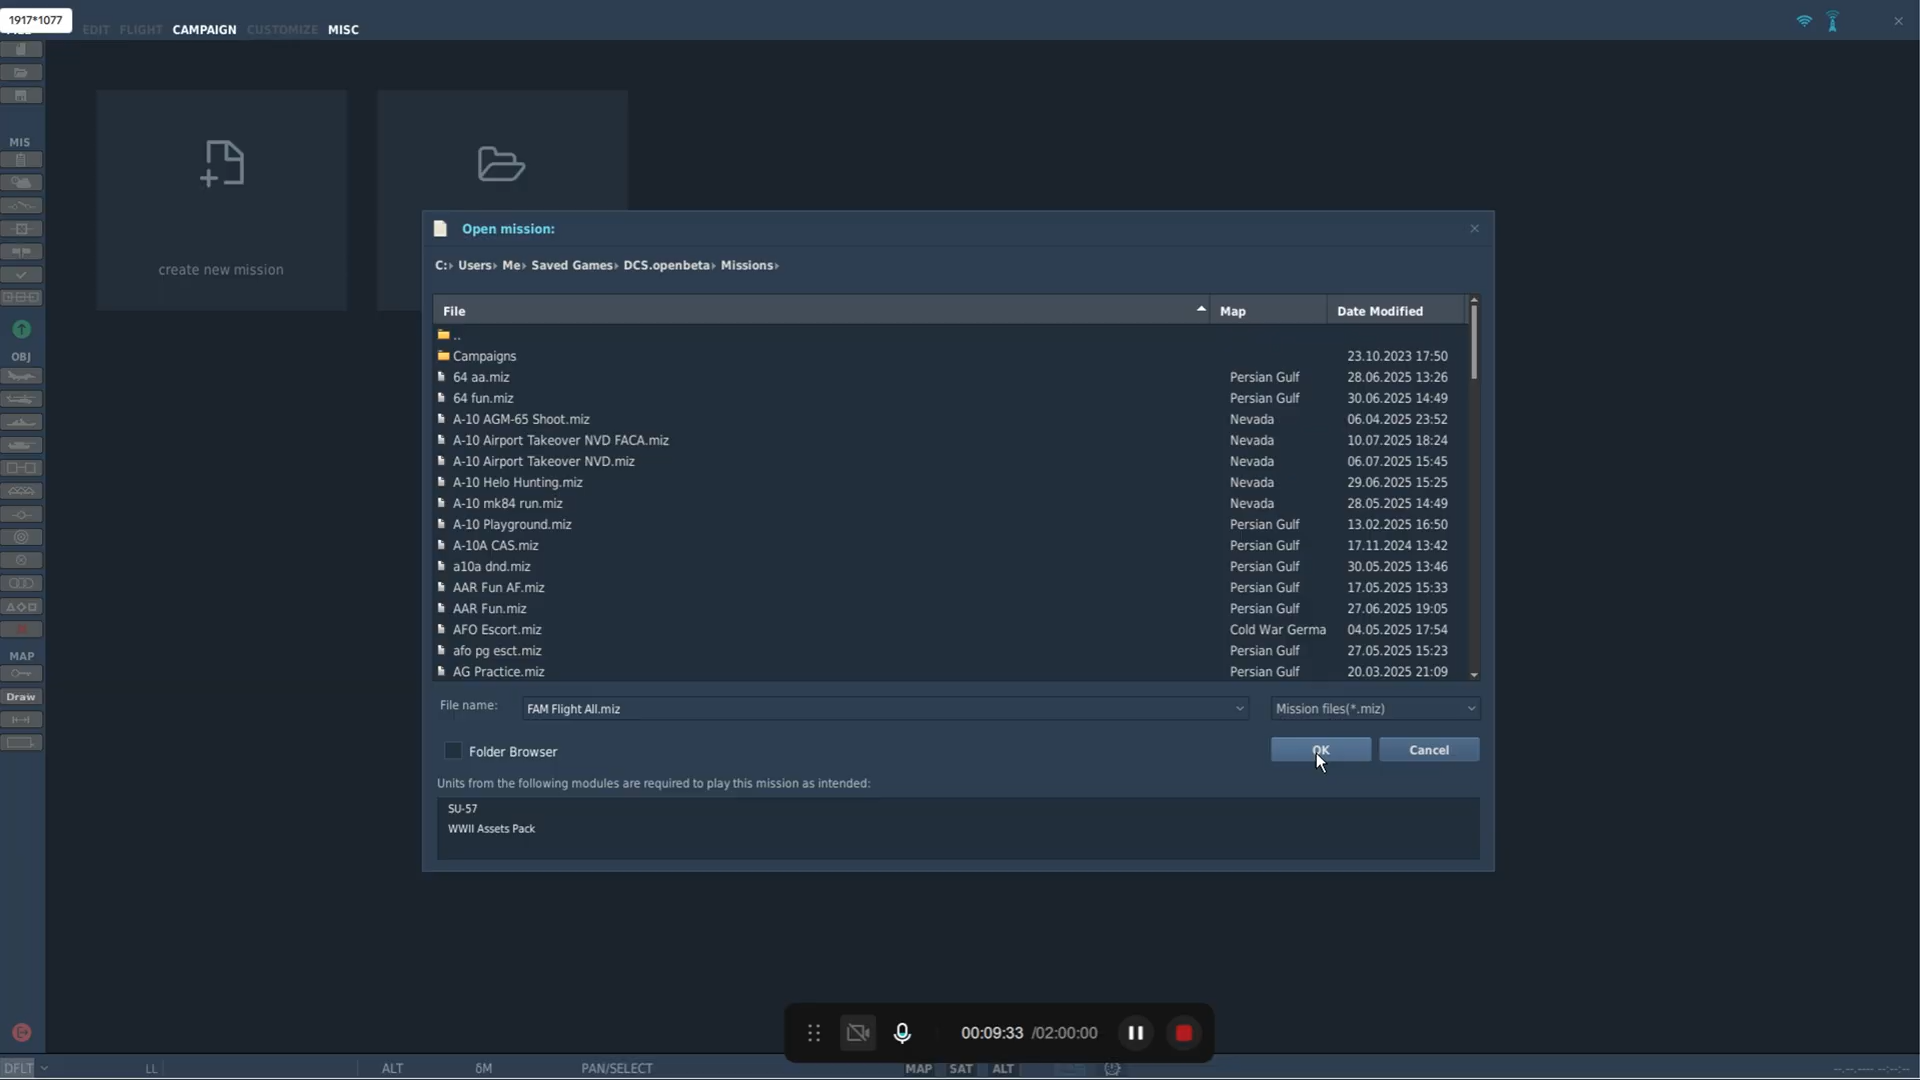 1917*1077
EDIT FLIGHT CAMPAIGN CUSTOMIZE MISC
MIS
create new mission
OBJ
MAP
Draw
Open mission:
C: Users Me Saved Games DCS.openbeta Missions
File Map Date Modified
..
Campaigns 23.10.2023 17:50
64 aa.miz Persian Gulf 28.06.2025 13:26
64 fun.miz Persian Gulf 30.06.2025 14:49
A-10 AGM-65 Shoot.miz Nevada 06.04.2025 23:52
A-10 Airport Takeover NVD FACA.miz Nevada 10.07.2025 18:24
A-10 Airport Takeover NVD.miz Nevada 06.07.2025 15:45
A-10 Helo Hunting.miz Nevada 29.06.2025 15:25
A-10 mk84 run.miz Nevada 28.05.2025 14:49
A-10 Playground.miz Persian Gulf 13.02.2025 16:50
A-10A CAS.miz Persian Gulf 17.11.2024 13:42
a10a dnd.miz Persian Gulf 30.05.2025 13:46
AAR Fun AF.miz Persian Gulf 17.05.2025 15:33
AAR Fun.miz Persian Gulf 27.06.2025 19:05
AFO Escort.miz Cold War Germa 04.05.2025 17:54
afo pg esct.miz Persian Gulf 27.05.2025 15:23
AG Practice.miz Persian Gulf 20.03.2025 21:09
File name: FAM Flight All.miz Mission files(*.miz)
Folder Browser OK Cancel
Units from the following modules are required to play this mission as intended:
SU-57
WWII Assets Pack
00:09:33 /02:00:00
DFLT LL ALT δM PAN/SELECT MAP SAT ALT --.--.---- --:--:--